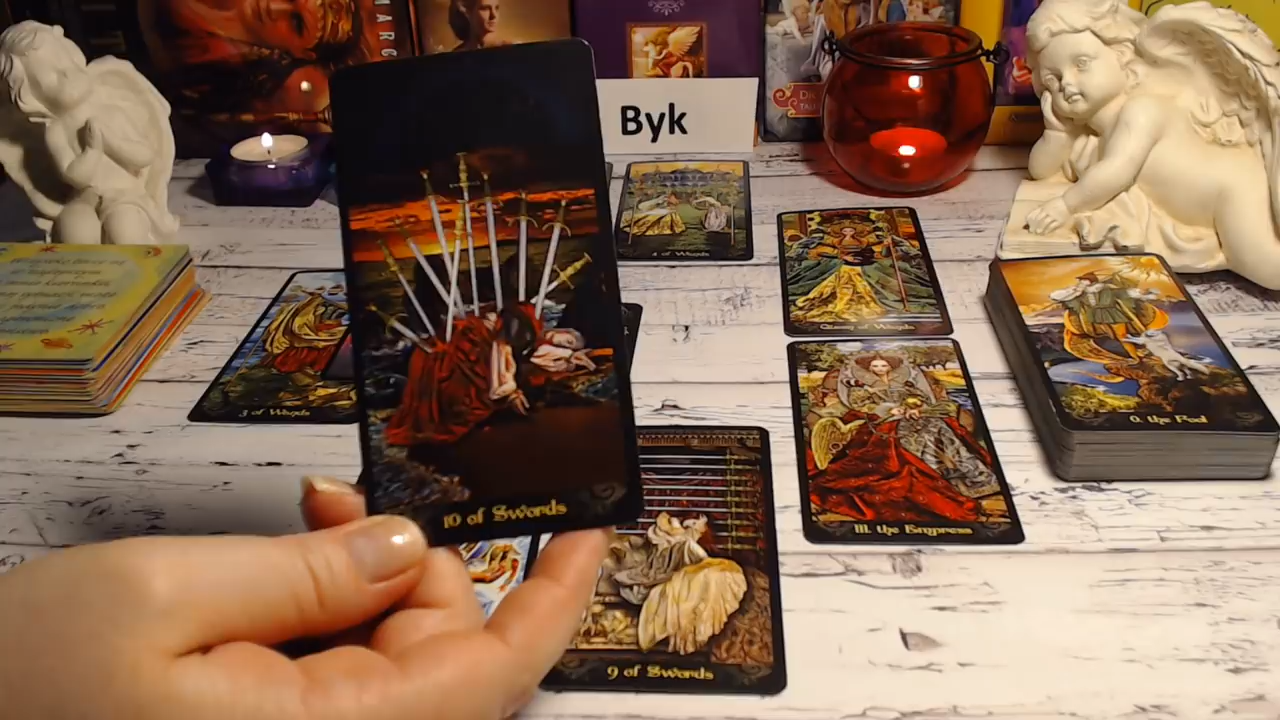 MARC
Byk
4 of Wands
Queen of Wands
3 of Wands
0. the Fool
10 of Swords
III. the Empress
9 of Swords